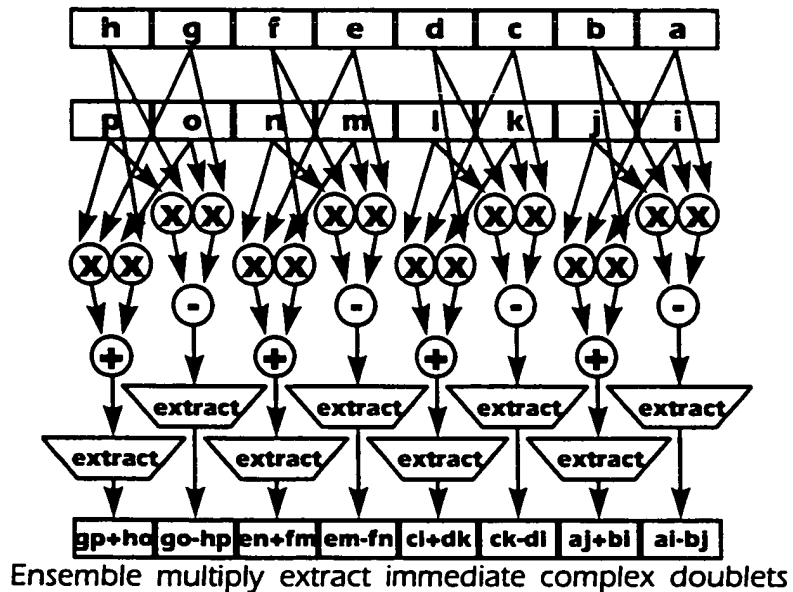 h g f e d c b a
p o n m l k j i
X X X X X X X X
X X X X X X X X
- - - -
+ + + +
extract extract extract extract
extract extract extract extract
gp+ho go-hp en+fm em-fn cl+dk ck-dl aj+bi ai-bj
Ensemble multiply extract immediate complex doublets